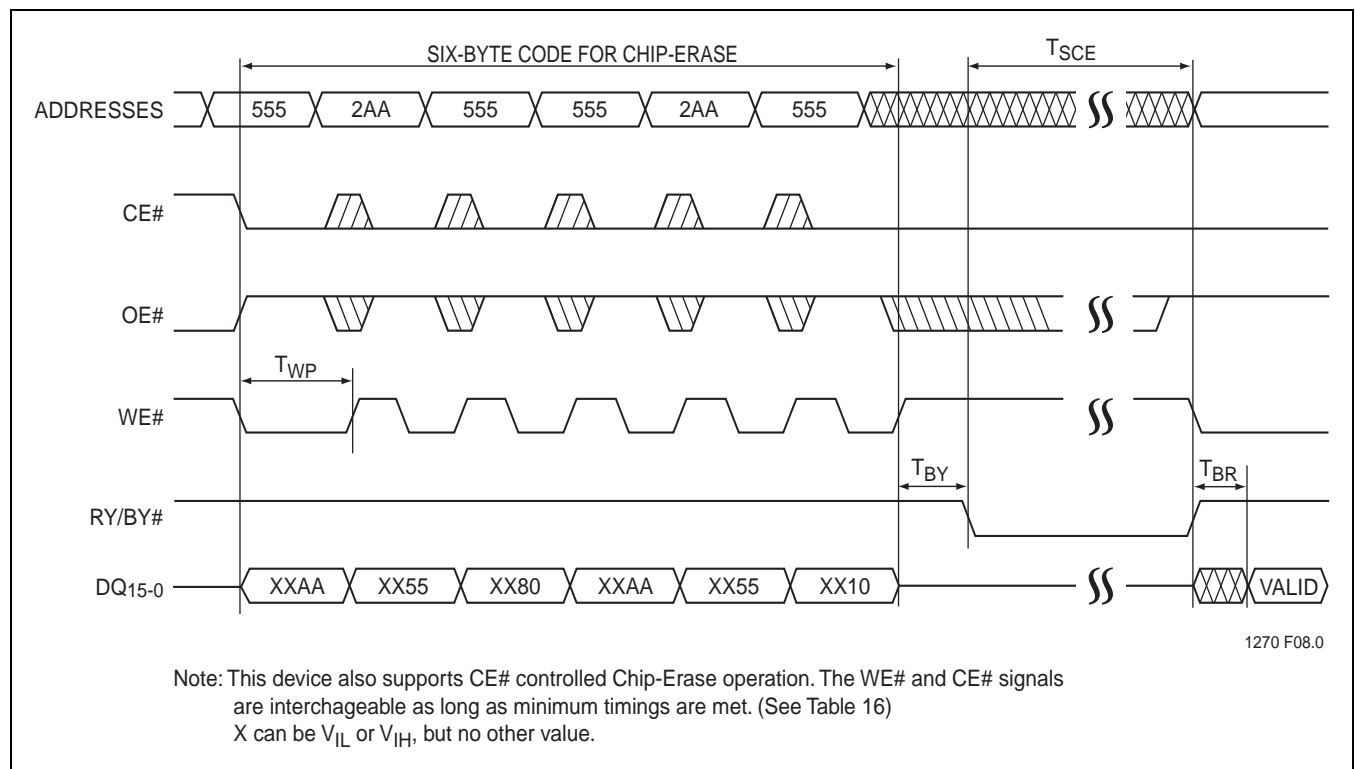 SIX-BYTE CODE FOR CHIP-ERASE
TSCE
ADDRESSES 555 2AA 555 555 2AA 555
CE#
OE#
TWP
WE#
TBY TBR
RY/BY#
DQ15-0 XXAA XX55 XX80 XXAA XX55 XX10 VALID
1270 F08.0
Note: This device also supports CE# controlled Chip-Erase operation. The WE# and CE# signals
are interchageable as long as minimum timings are met. (See Table 16)
X can be VIL or VIH, but no other value.